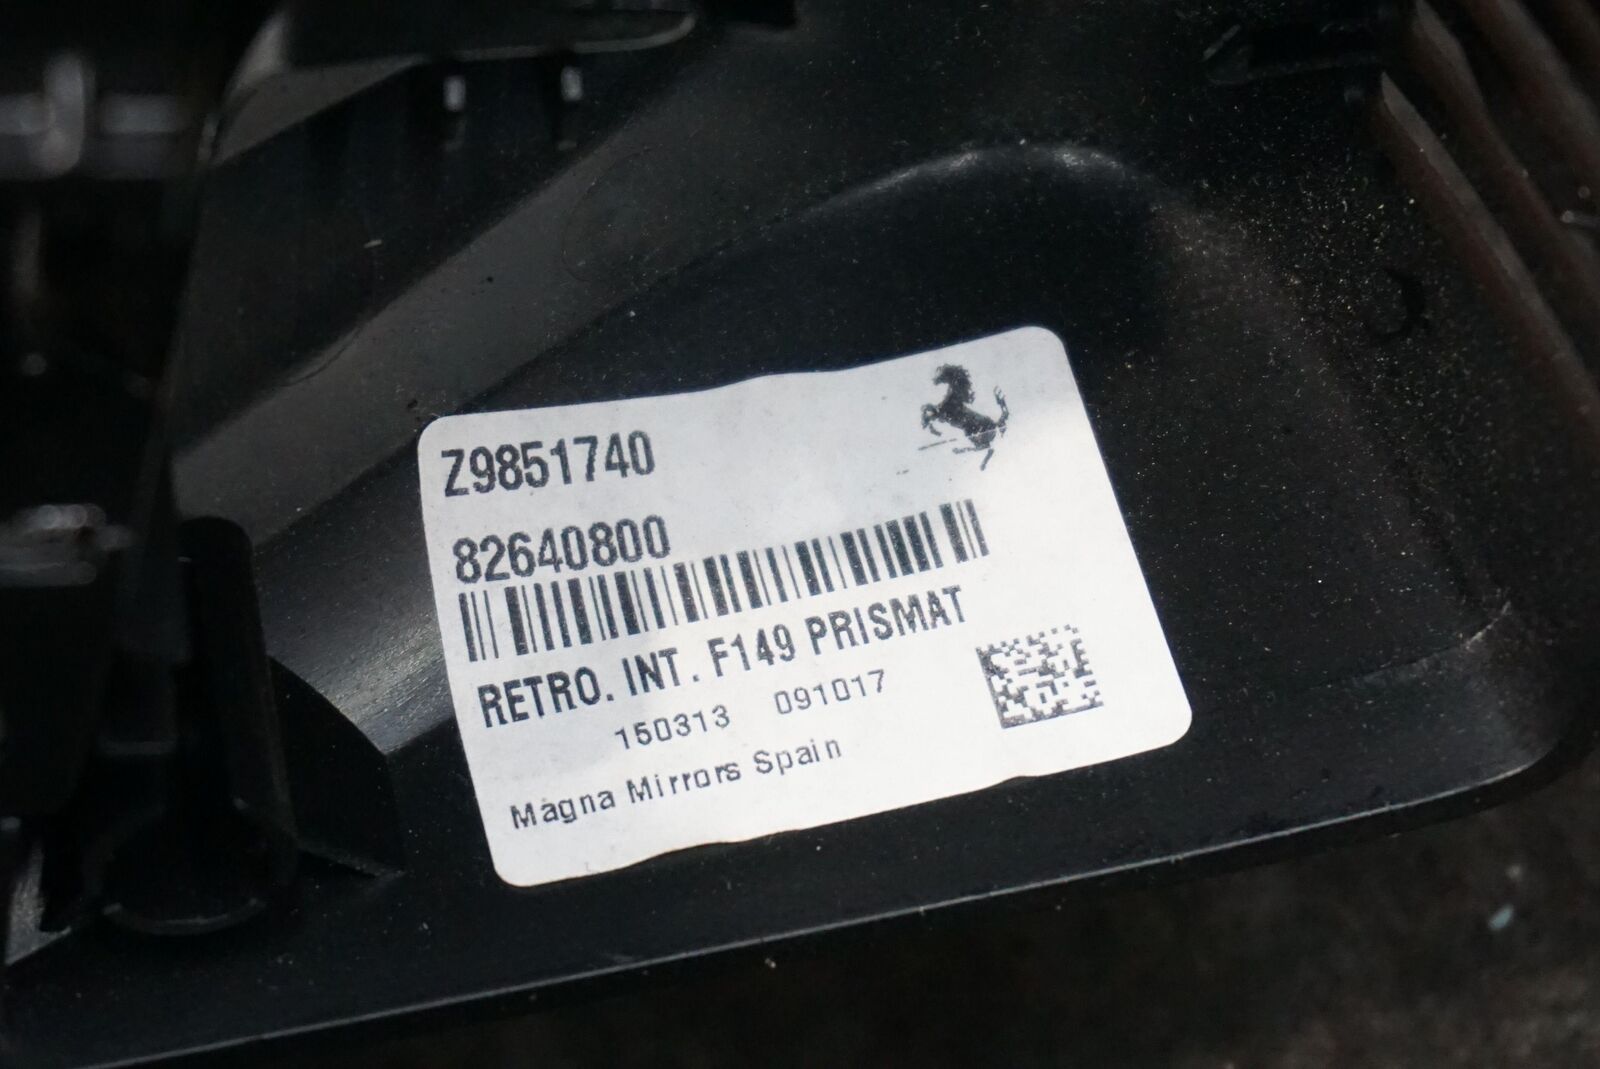 Z9851740
82640800
RETRO. INT. F149 PRISMAT
150313 091017
Magna Mirrors Spain